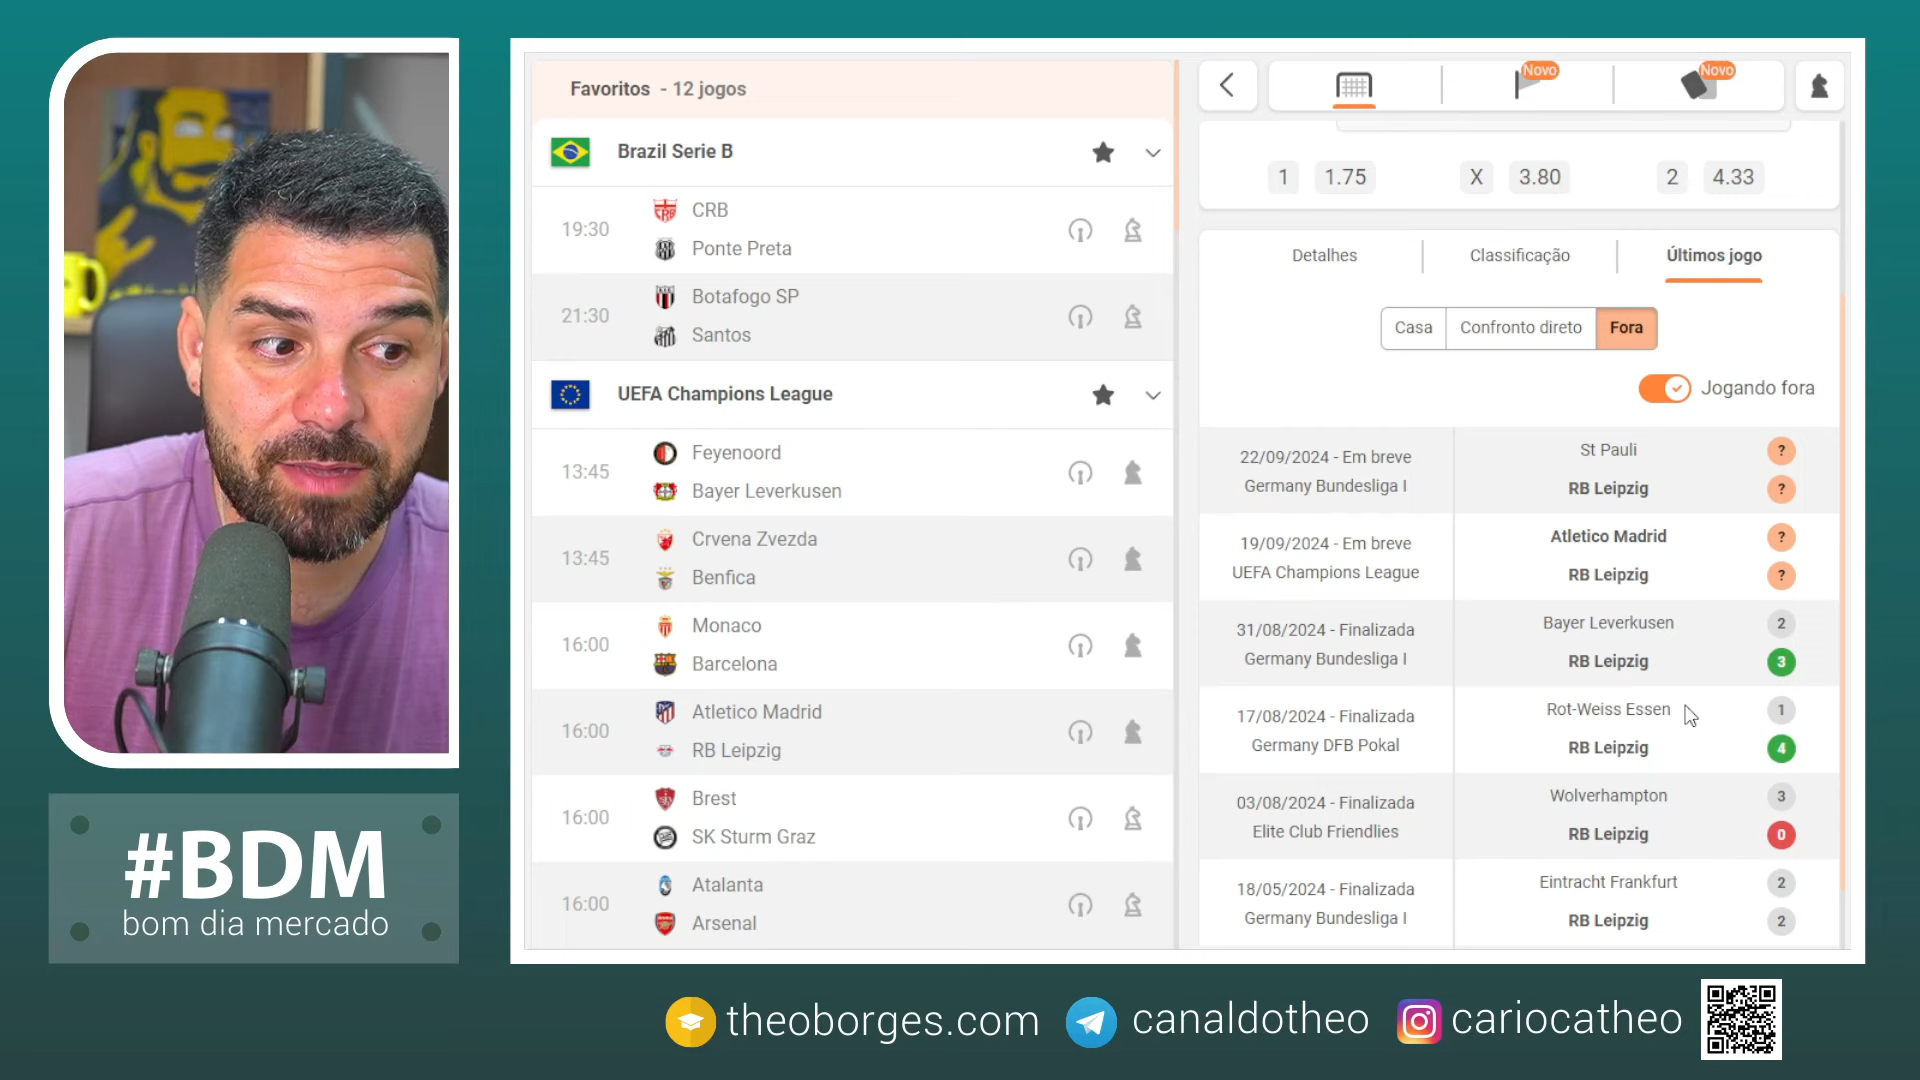 Favoritos - 12 jogos
Brazil Serie B
19:30
CRB
Ponte Preta
21:30
Botafogo SP
Santos
UEFA Champions League
13:45
Feyenoord
Bayer Leverkusen
13:45
Crvena Zvezda
Benfica
16:00
Monaco
Barcelona
16:00
Atletico Madrid
RB Leipzig
16:00
Brest
SK Sturm Graz
16:00
Atalanta
Arsenal
Novo
Novo
1 1.75 X 3.80 2 4.33
Detalhes
Classificação
Últimos jogo
Casa
Confronto direto
Fora
Jogando fora
22/09/2024 - Em breve
Germany Bundesliga I
St Pauli ?
RB Leipzig ?
19/09/2024 - Em breve
UEFA Champions League
Atletico Madrid ?
RB Leipzig ?
31/08/2024 - Finalizada
Germany Bundesliga I
Bayer Leverkusen 2
RB Leipzig 3
17/08/2024 - Finalizada
Germany DFB Pokal
Rot-Weiss Essen 1
RB Leipzig 4
03/08/2024 - Finalizada
Elite Club Friendlies
Wolverhampton 3
RB Leipzig 0
18/05/2024 - Finalizada
Germany Bundesliga I
Eintracht Frankfurt 2
RB Leipzig 2
#BDM
bom dia mercado
theoborges.com
canaldotheo
cariocatheo